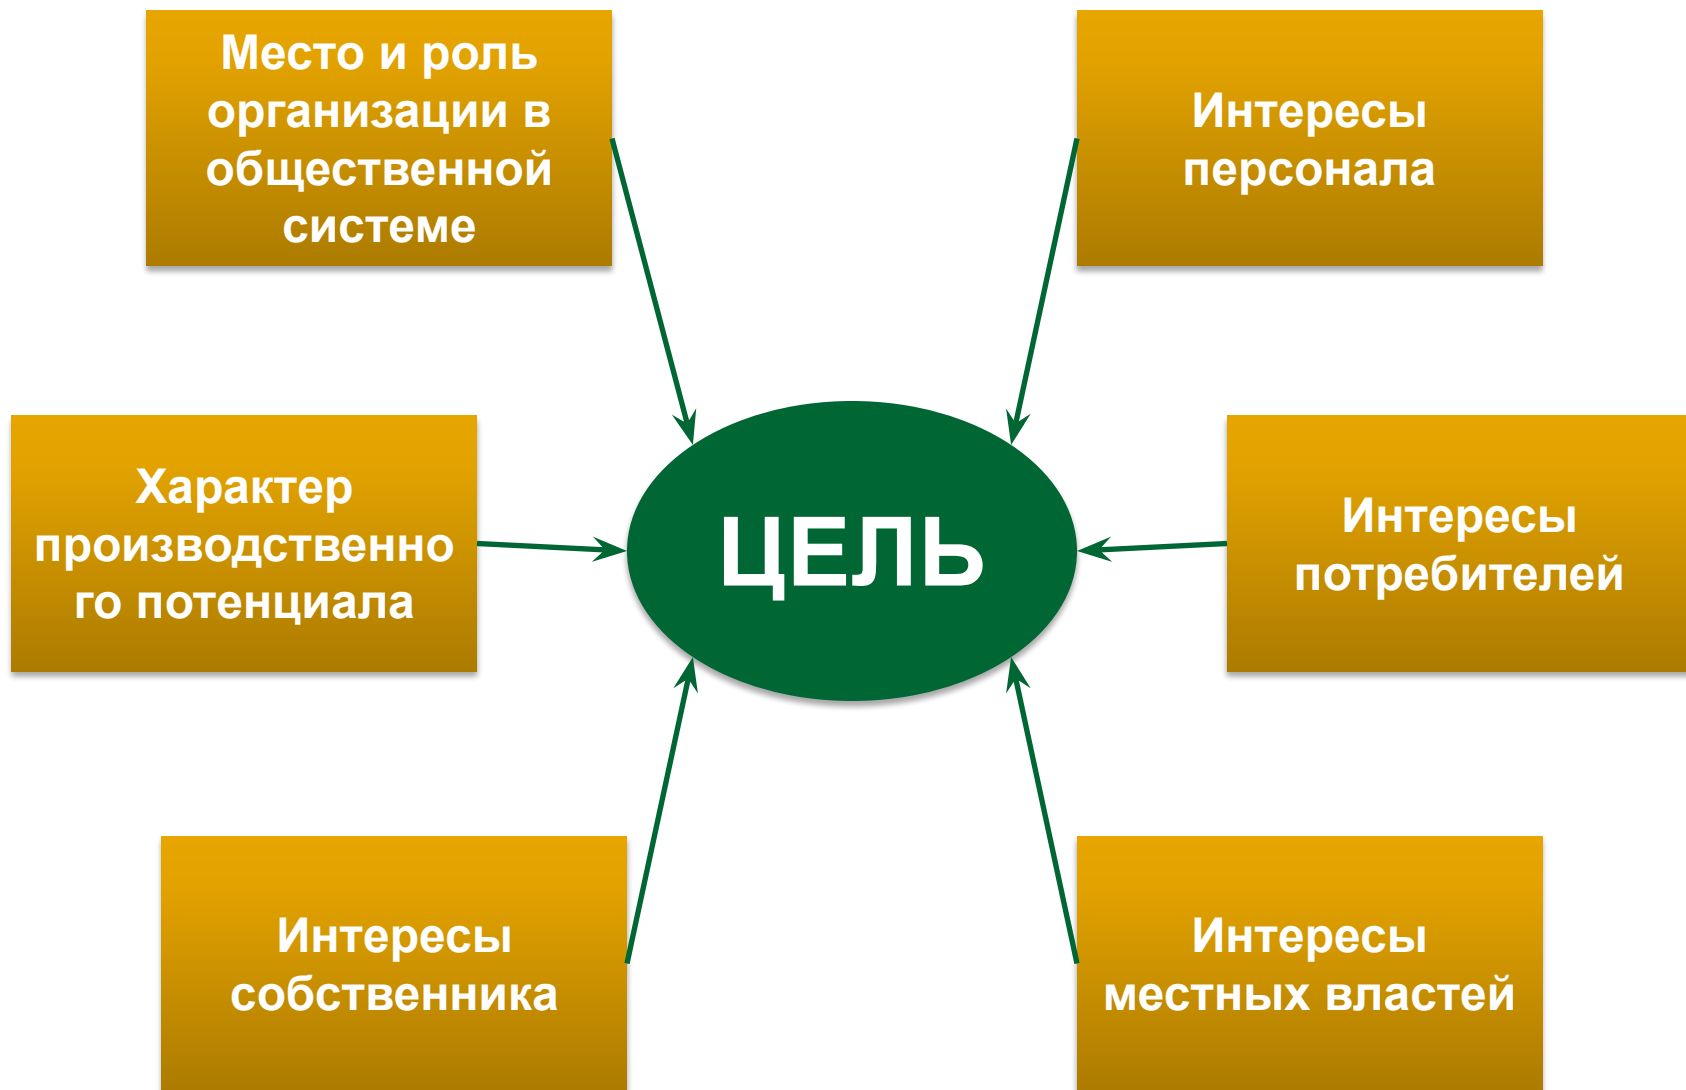 Место и роль
организации в
общественной
системе
Интересы
персонала
Характер
производственно
го потенциала
ЦЕЛЬ
Интересы
потребителей
Интересы
собственника
Интересы
местных властей